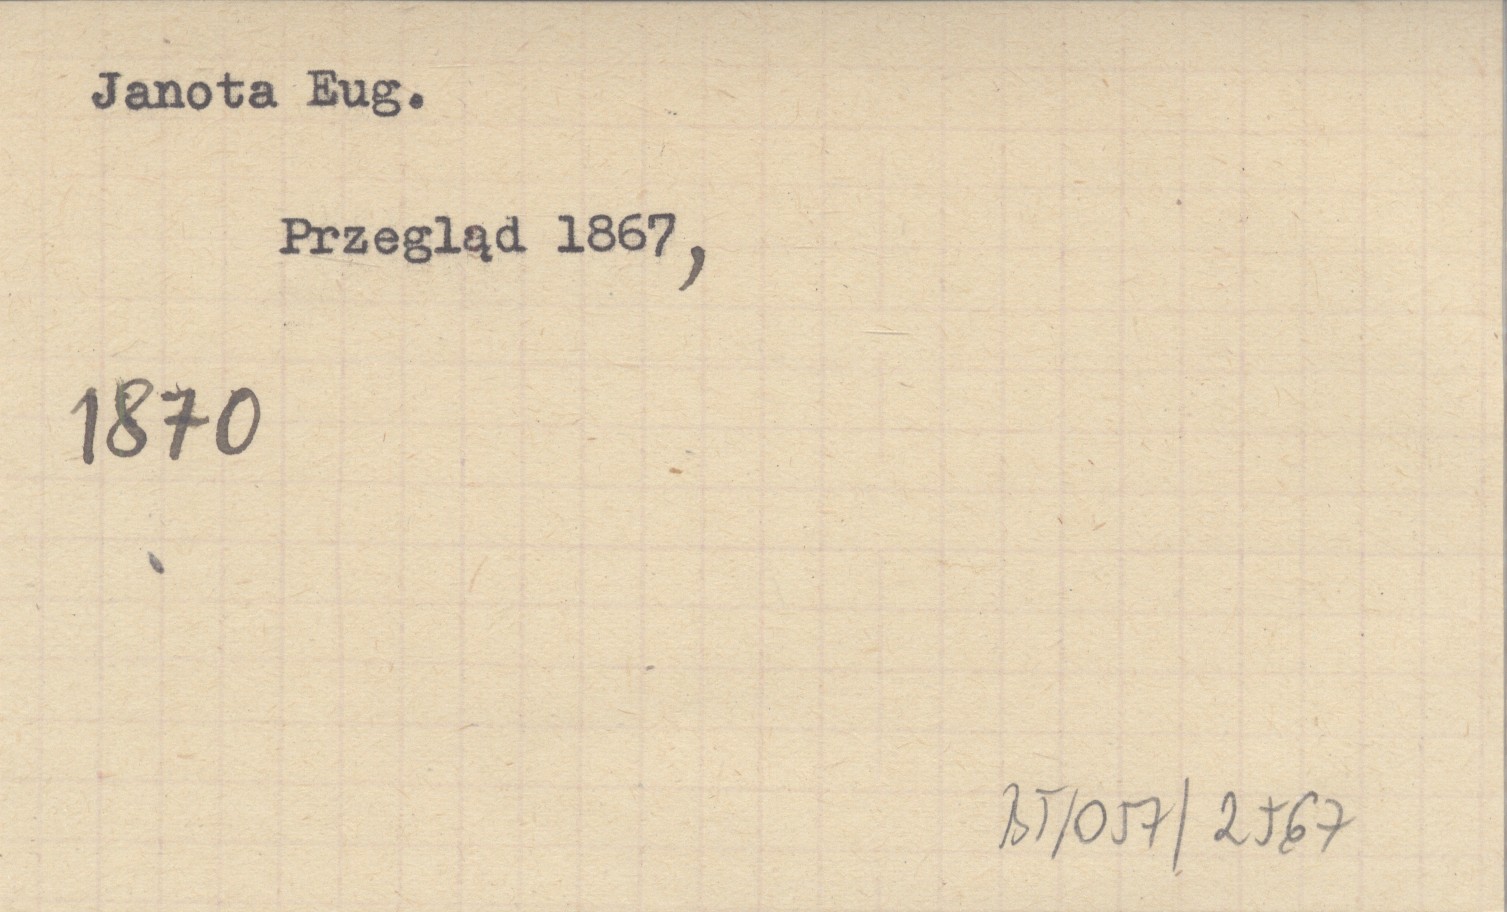 Janota Eug.
Przegląd 1867,
1870
BT/057/2567